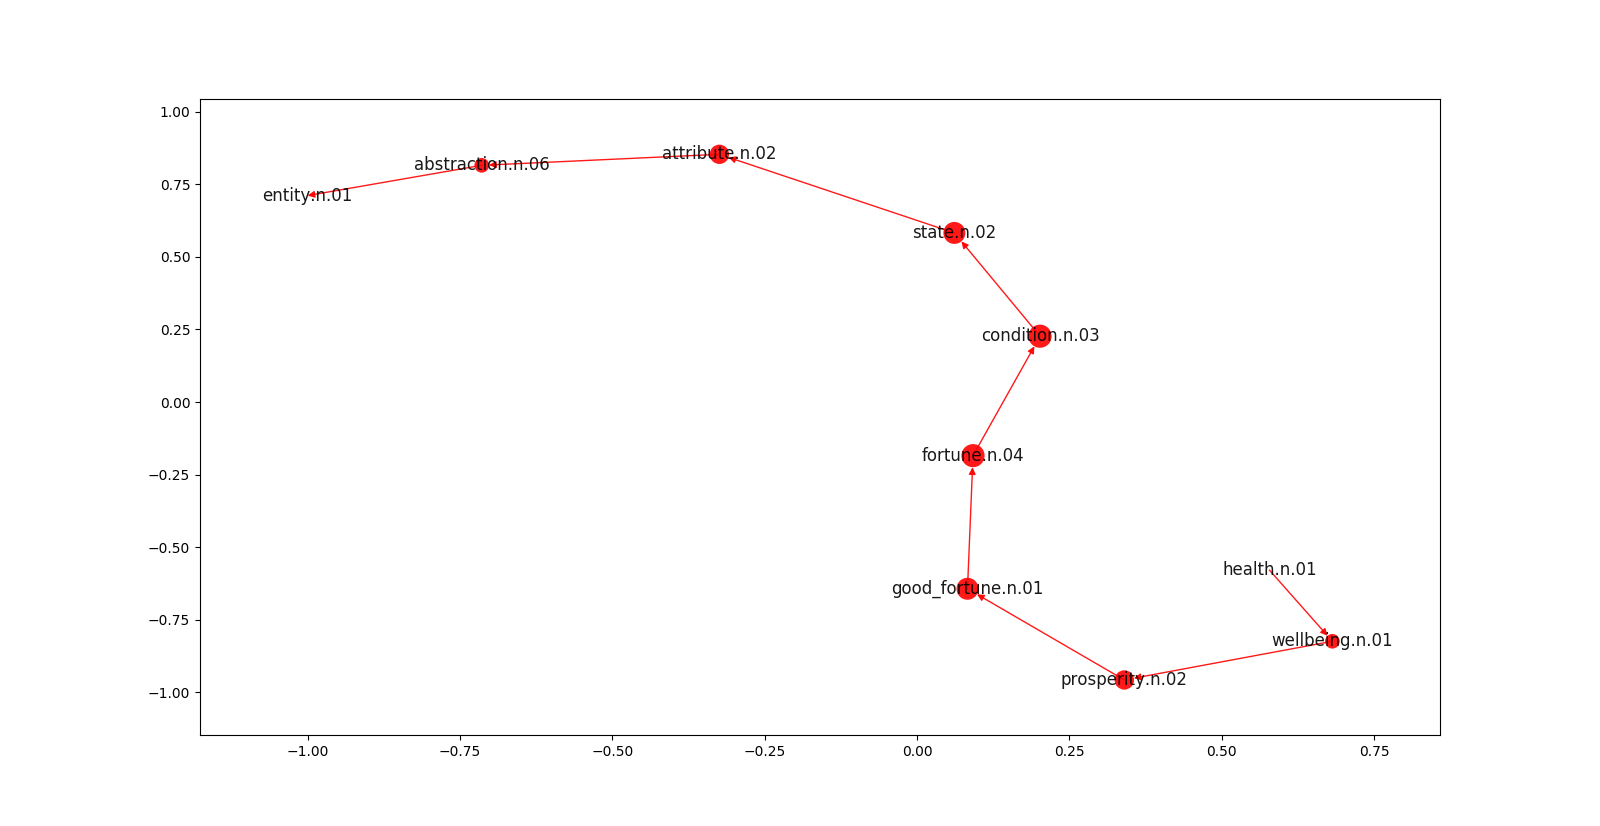 1.00
attribute.n.02
abstraction.n.06
0.75
entity.n.01
state.n.02
0.50
condition.n.03
0.25
0.00
fortune.n.04
−0.25
−0.50
health.n.01
good_fortune.n.01
−0.75
wellbeing.n.01
prosperity.n.02
−1.00
−1.00 −0.75 −0.50 −0.25 0.00 0.25 0.50 0.75